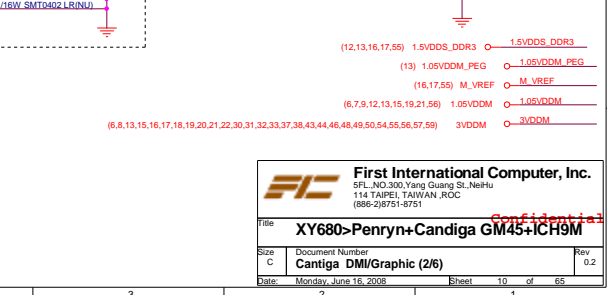 /16W SMT0402 LR(NU)
(12,13,16,17,55) 1.5VDDS_DDR3 1.5VDDS_DDR3
(13) 1.05VDDM_PEG 1.05VDDM_PEG
(16,17,55) M_VREF M_VREF
(6,7,9,12,13,15,19,21,56) 1.05VDDM 1.05VDDM
(6,8,13,15,16,17,18,19,20,21,22,30,31,32,33,37,38,43,44,46,48,49,50,54,55,56,57,59) 3VDDM 3VDDM
FIC
First International Computer, Inc.
5FL.,NO.300,Yang Guang St.,NeiHu
114 TAIPEI, TAIWAN ,ROC
(886-2)8751-8751
Confidential
Title
XY680>Penryn+Candiga GM45+ICH9M
Size Document Number Rev
C Cantiga DMI/Graphic (2/6) 0.2
Date: Monday, June 16, 2008 Sheet 10 of 65
3 2 1